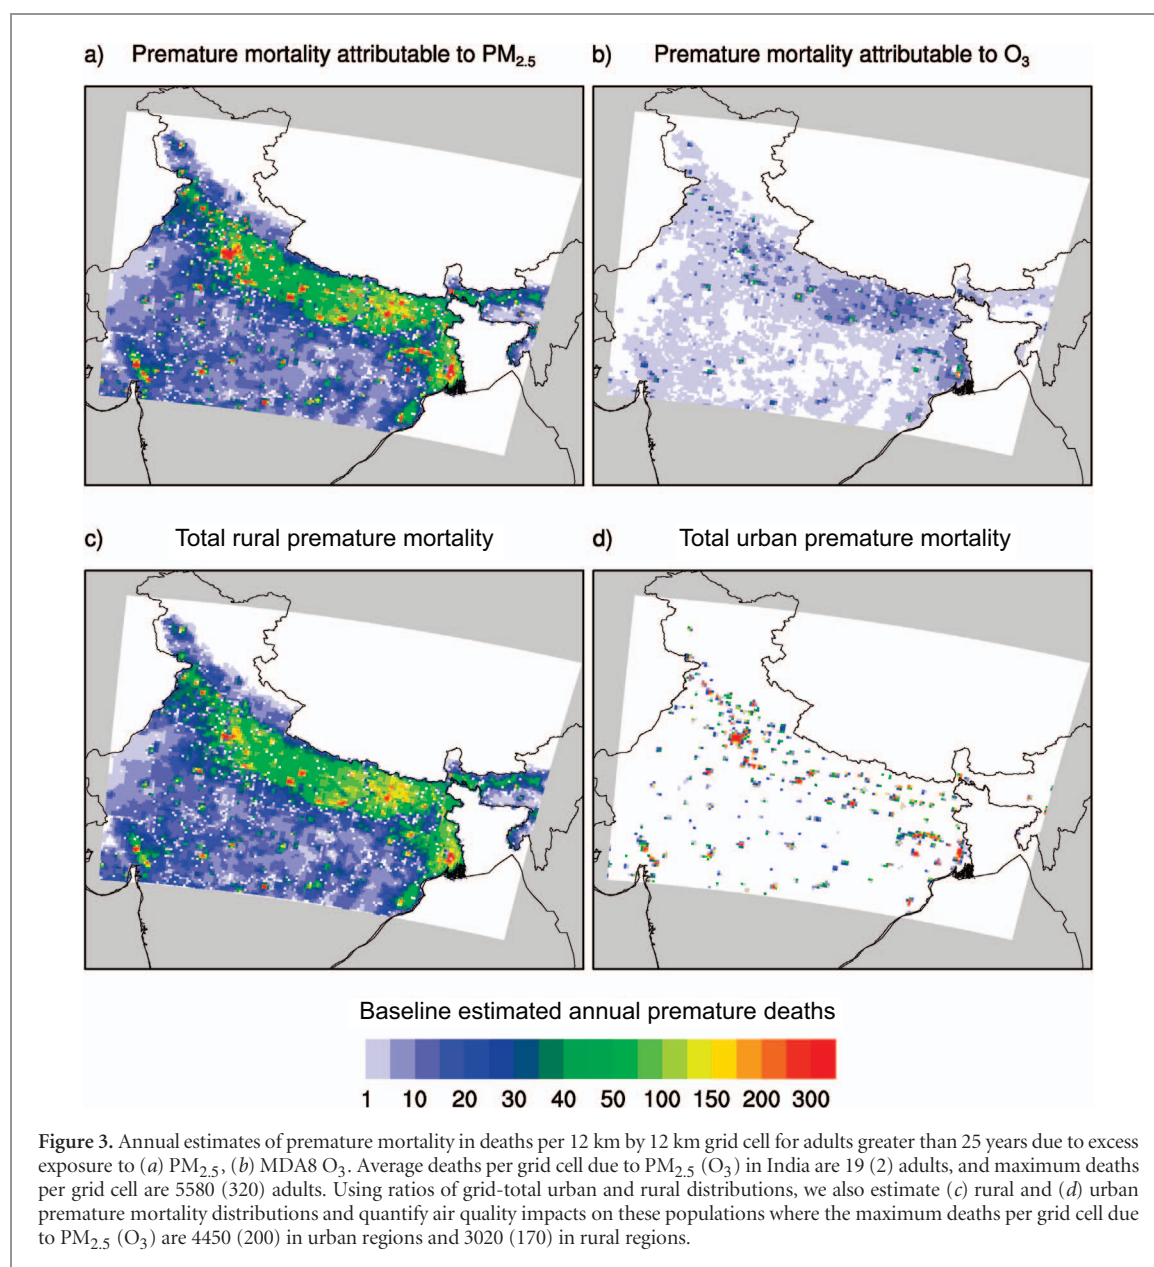 a) Premature mortality attributable to PM2.5
b) Premature mortality attributable to O3
c) Total rural premature mortality
d) Total urban premature mortality
Baseline estimated annual premature deaths
1 10 20 30 40 50 100 150 200 300
Figure 3. Annual estimates of premature mortality in deaths per 12 km by 12 km grid cell for adults greater than 25 years due to excess
exposure to (a) PM2.5, (b) MDA8 O3. Average deaths per grid cell due to PM2.5 (O3) in India are 19 (2) adults, and maximum deaths
per grid cell are 5580 (320) adults. Using ratios of grid-total urban and rural distributions, we also estimate (c) rural and (d) urban
premature mortality distributions and quantify air quality impacts on these populations where the maximum deaths per grid cell due
to PM2.5 (O3) are 4450 (200) in urban regions and 3020 (170) in rural regions.